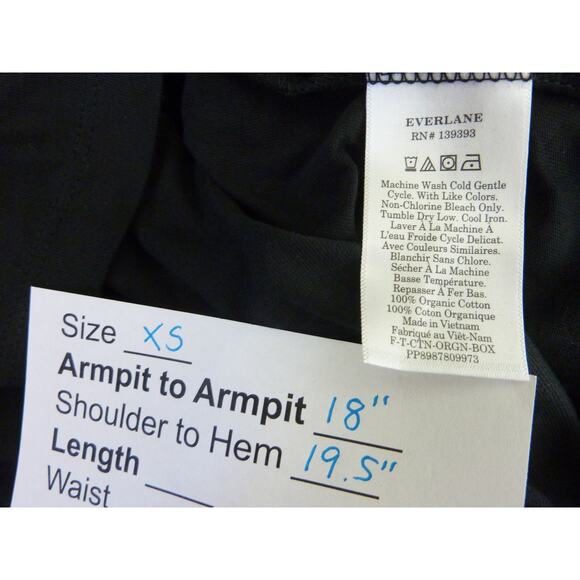 EVERLANE
RN# 139393
Machine Wash Cold Gentle
Cycle. With Like Colors.
Non-Chlorine Bleach Only.
Tumble Dry Low. Cool Iron.
Laver À La Machine A
L'eau Froide Cycle Delicat.
Avec Couleurs Similaires.
Blanchir Sans Chlore.
Sécher À La Machine
Basse Température.
Repasser À Fer Bas.
100% Organic Cotton
100% Coton Organique
Made in Vietnam
Fabriqué au Viêt-Nam
F-T-CTN-ORGN-BOX
PP8987809973
Size XS
Armpit to Armpit 18"
Shoulder to Hem 19.5"
Length
Waist